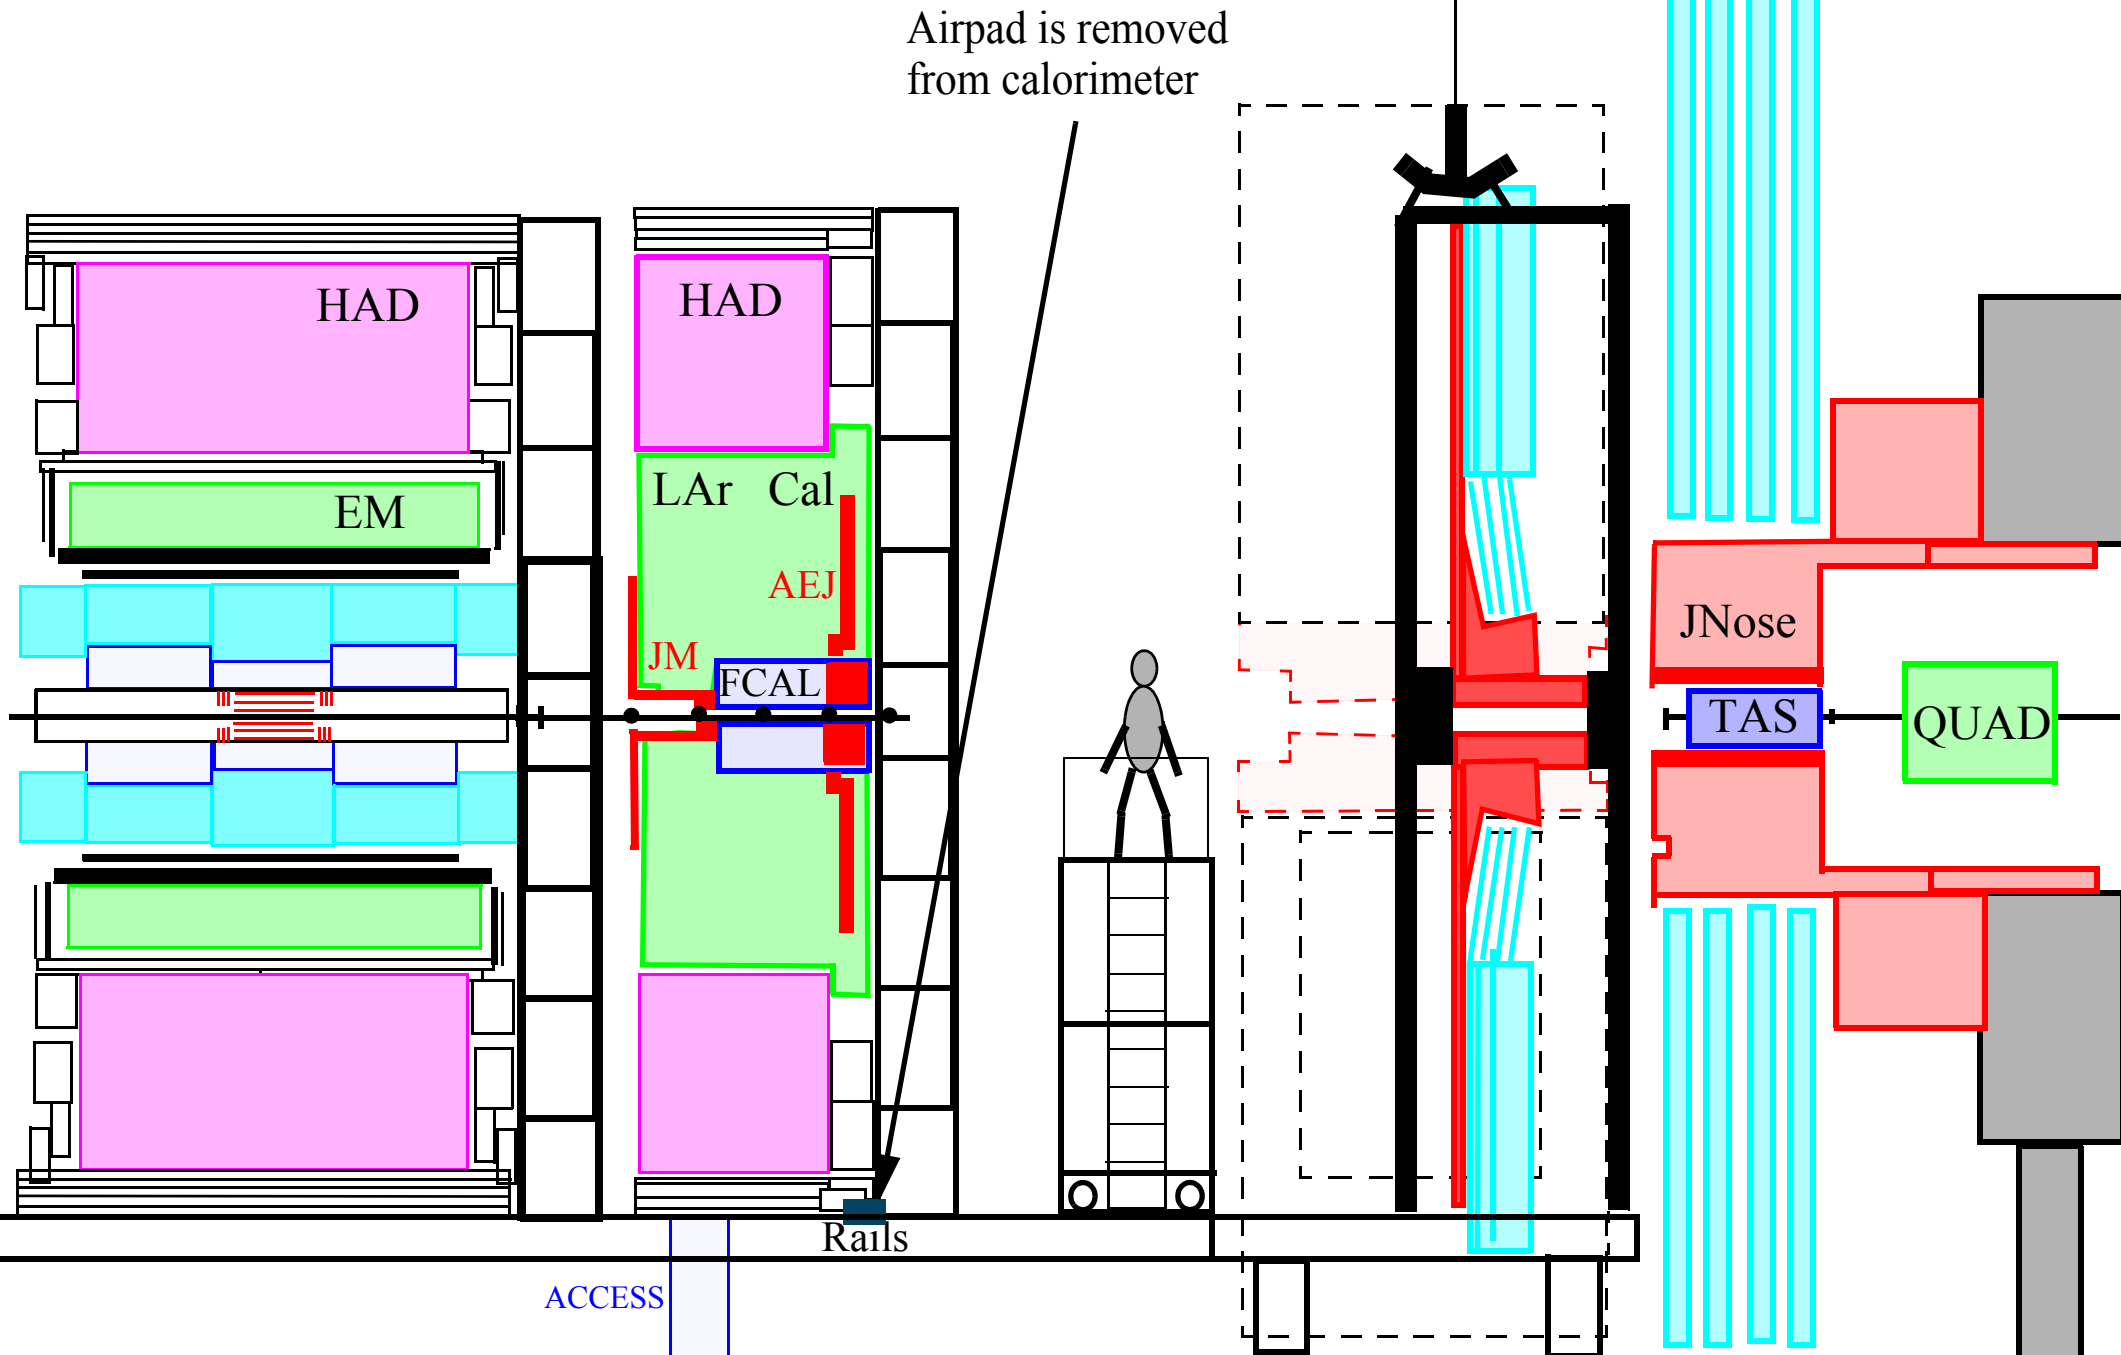 Airpad is removed
from calorimeter
HAD
HAD
LAr Cal
EM
AEJ
JM
FCAL
JNose
TAS
QUAD
Rails
ACCESS